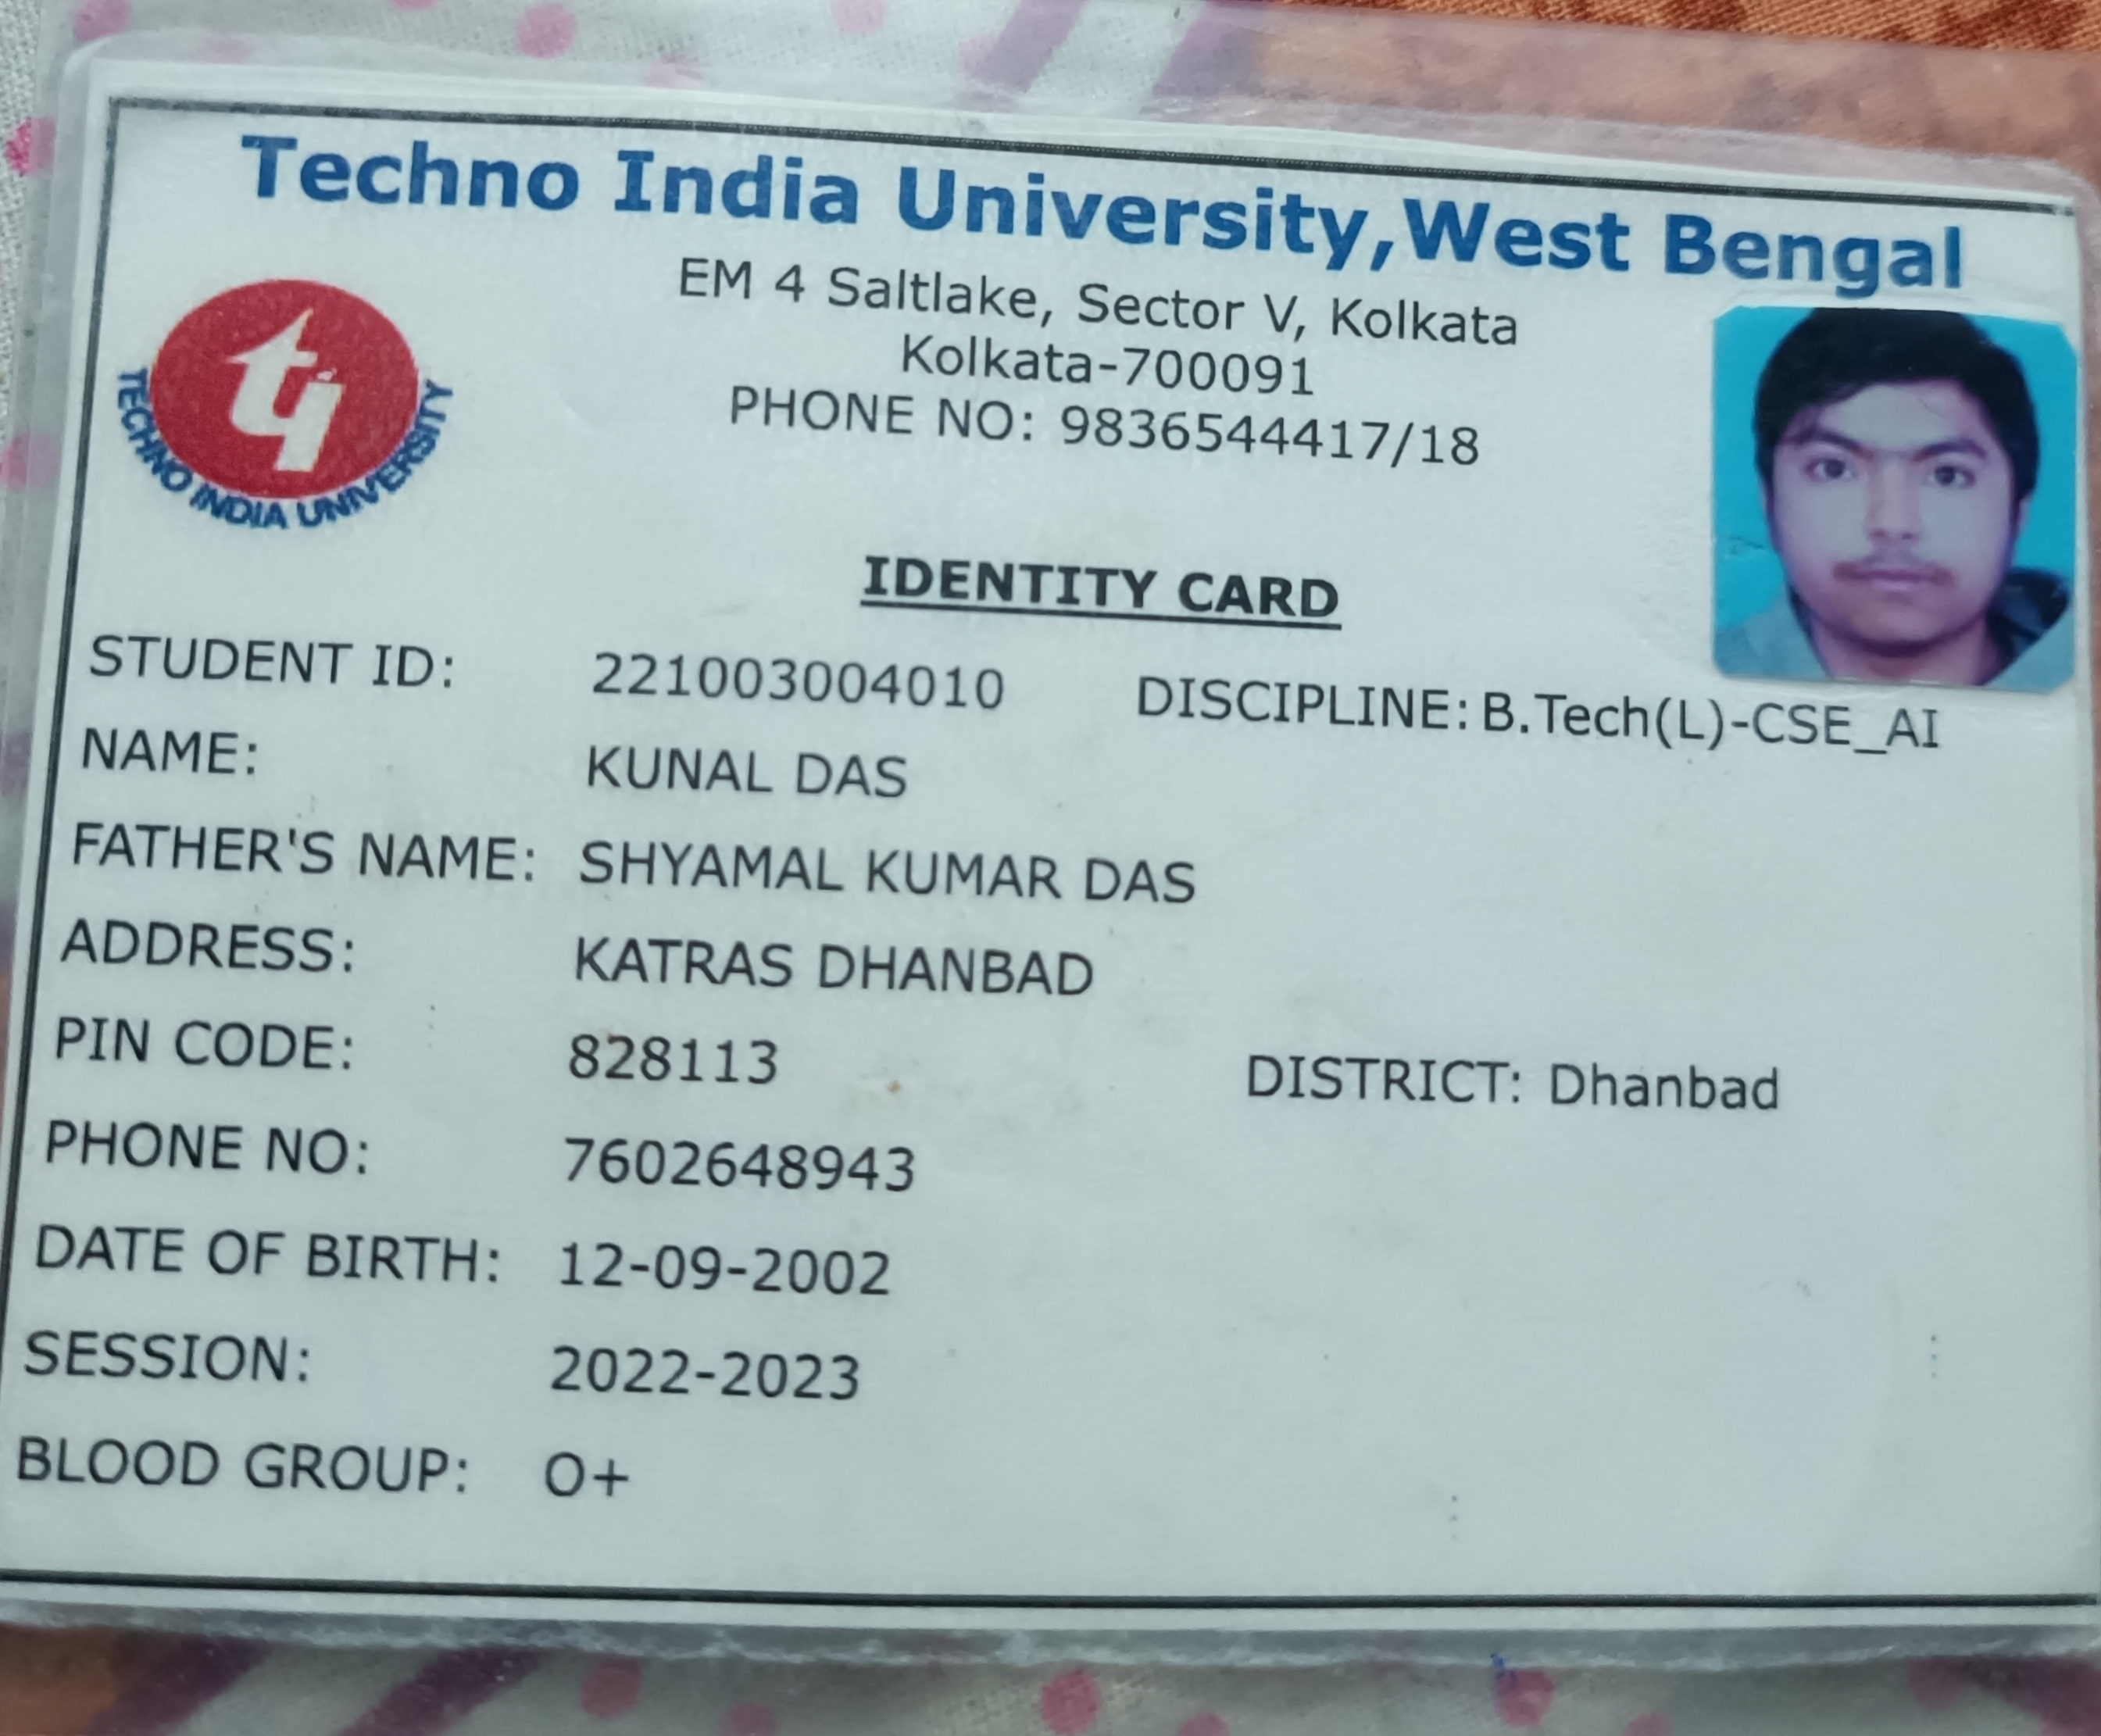 Techno India University,West Bengal
EM 4 Saltlake, Sector V, Kolkata
Kolkata-700091
PHONE NO: 9836544417/18
TECHNO INDIA UNIVERSITY
IDENTITY CARD
STUDENT ID: 221003004010 DISCIPLINE: B.Tech(L)-CSE_AI
NAME: KUNAL DAS
FATHER'S NAME: SHYAMAL KUMAR DAS
ADDRESS: KATRAS DHANBAD
PIN CODE: 828113 DISTRICT: Dhanbad
PHONE NO: 7602648943
DATE OF BIRTH: 12-09-2002
SESSION: 2022-2023
BLOOD GROUP: O+